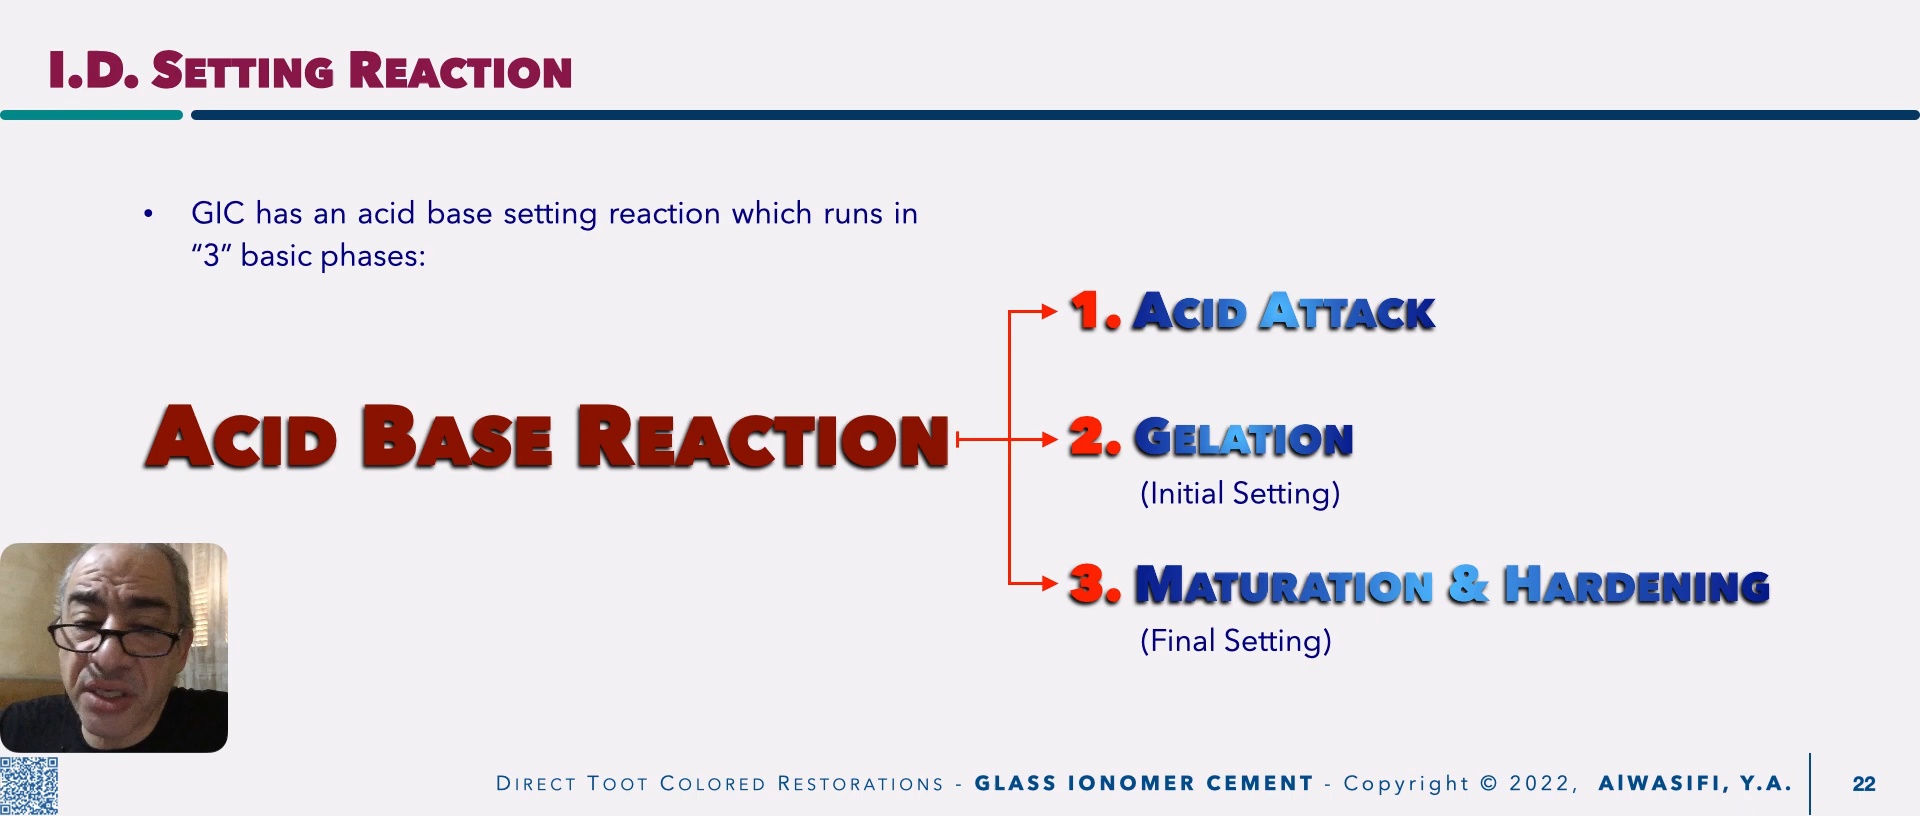 I.D. SETTING REACTION
• GIC has an acid base setting reaction which runs in
“3” basic phases:
1. ACID ATTACK
ACID BASE REACTION
2. GELATION
(Initial Setting)
3. MATURATION & HARDENING
(Final Setting)
DIRECT TOOT COLORED RESTORATIONS - GLASS IONOMER CEMENT - Copyright © 2022, AlWASIFI, Y.A. 22